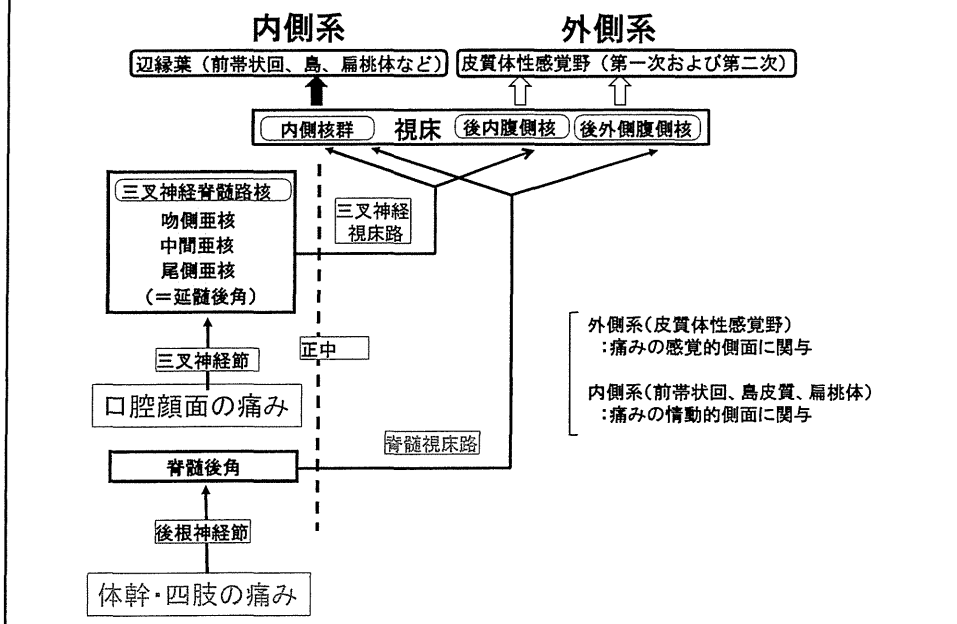 内側系
外側系
辺縁葉（前帯状回、島、扁桃体など）
皮質体性感覚野（第一次および第二次）
内側核群
視床
後内腹側核
後外側腹側核
三叉神経脊髄路核
吻側亜核
中間亜核
尾側亜核
（＝延髄後角）
三叉神経
視床路
三叉神経節
正中
口腔顔面の痛み
外側系（皮質体性感覚野）
：痛みの感覚的側面に関与
内側系（前帯状回、島皮質、扁桃体）
：痛みの情動的側面に関与
脊髄視床路
脊髄後角
後根神経節
体幹・四肢の痛み